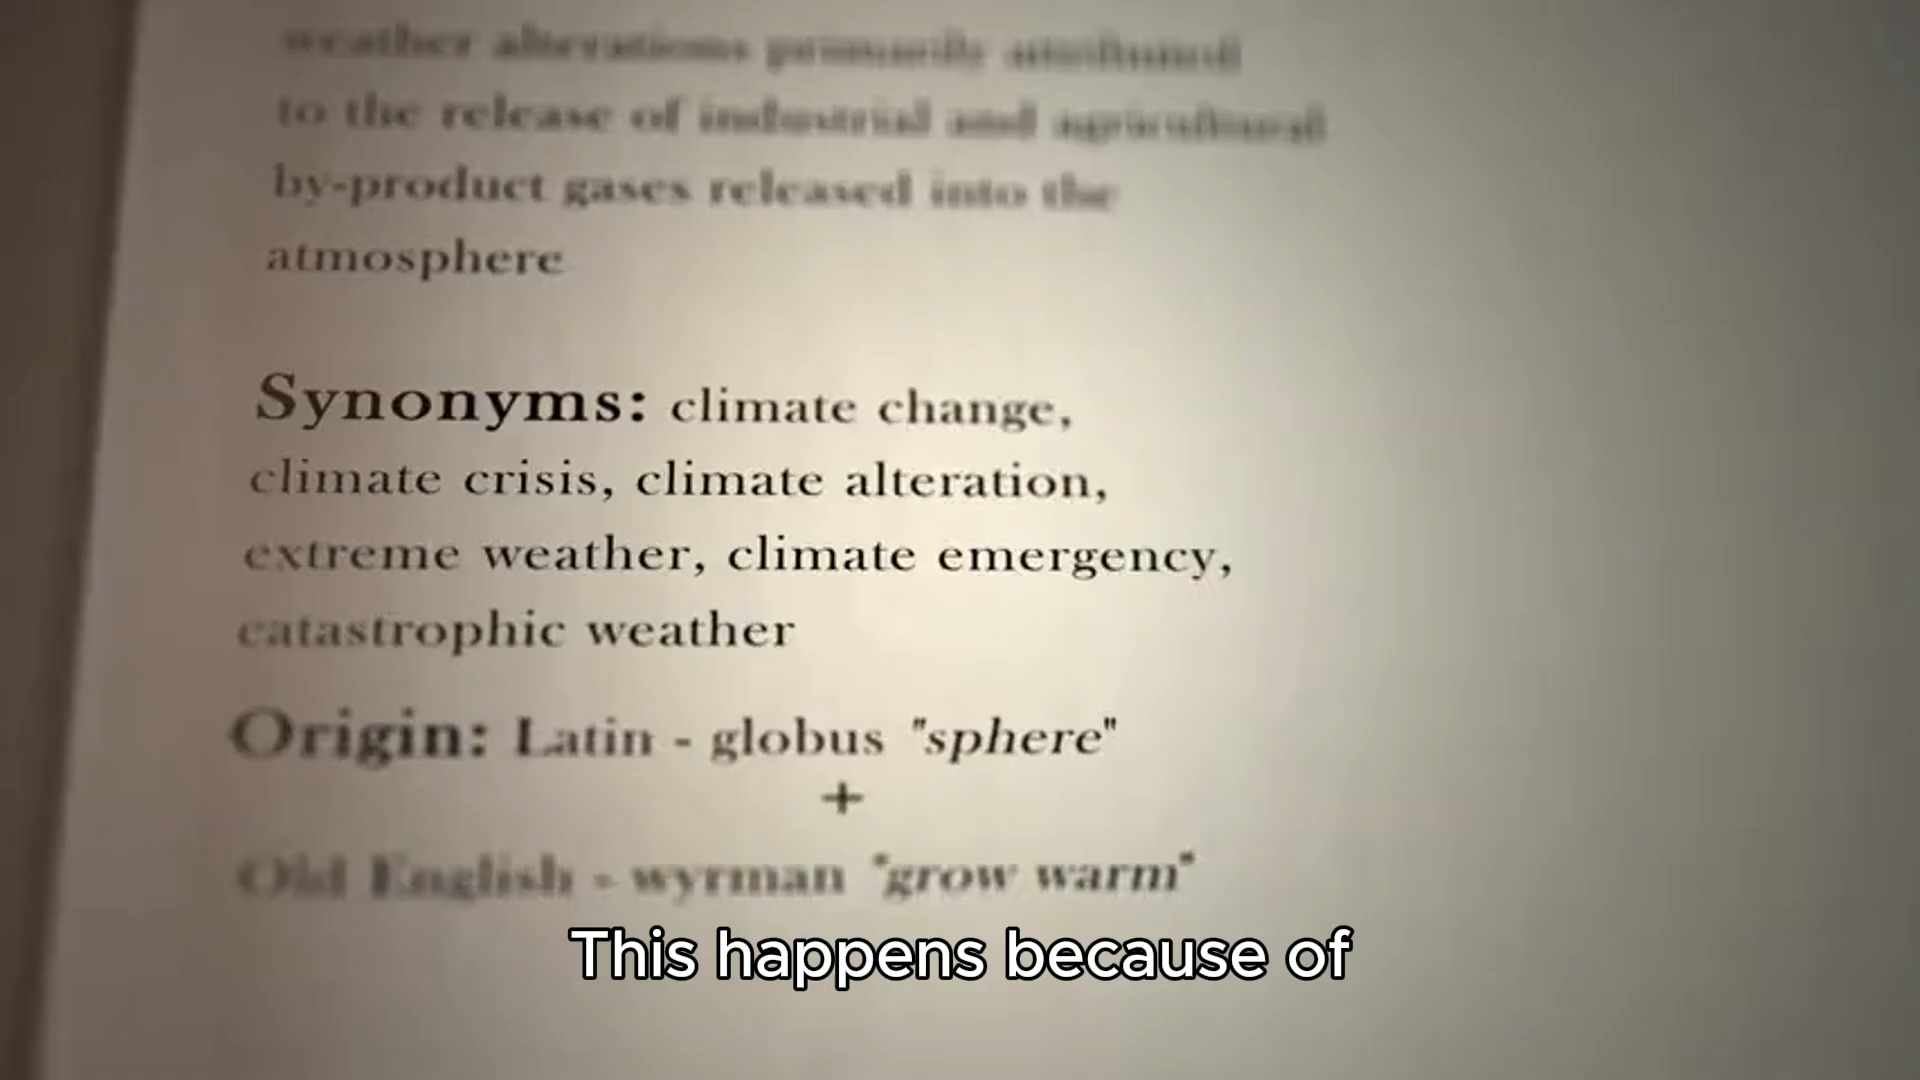 weather alterations primarily attributed
to the release of industrial and agricultural
by-product gases released into the
atmosphere
Synonyms: climate change,
climate crisis, climate alteration,
extreme weather, climate emergency,
catastrophic weather
Origin: Latin - globus "sphere"
+
Old English - wyrman "grow warm"
This happens because of